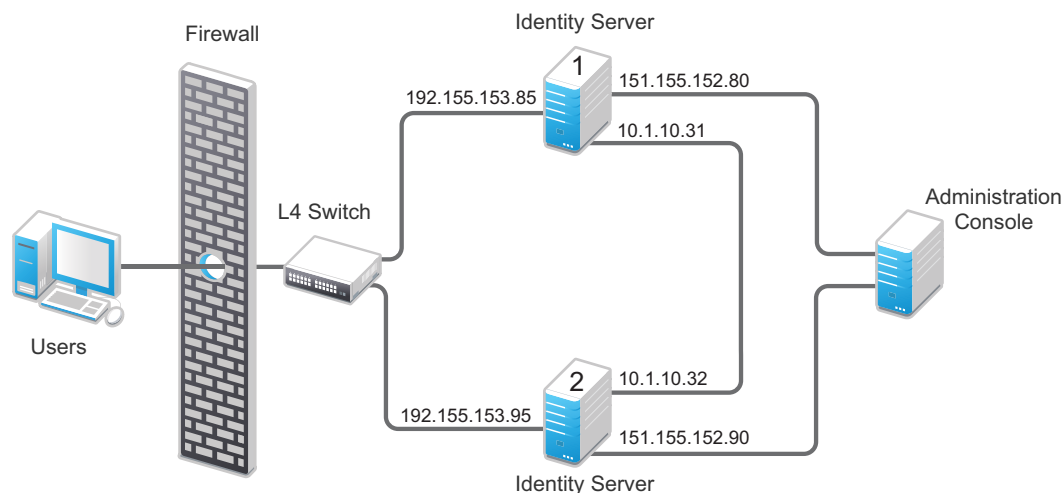 Identity Server
Firewall
1
151.155.152.80
192.155.153.85
10.1.10.31
L4 Switch
Administration
Console
Users
2
10.1.10.32
192.155.153.95
151.155.152.90
Identity Server